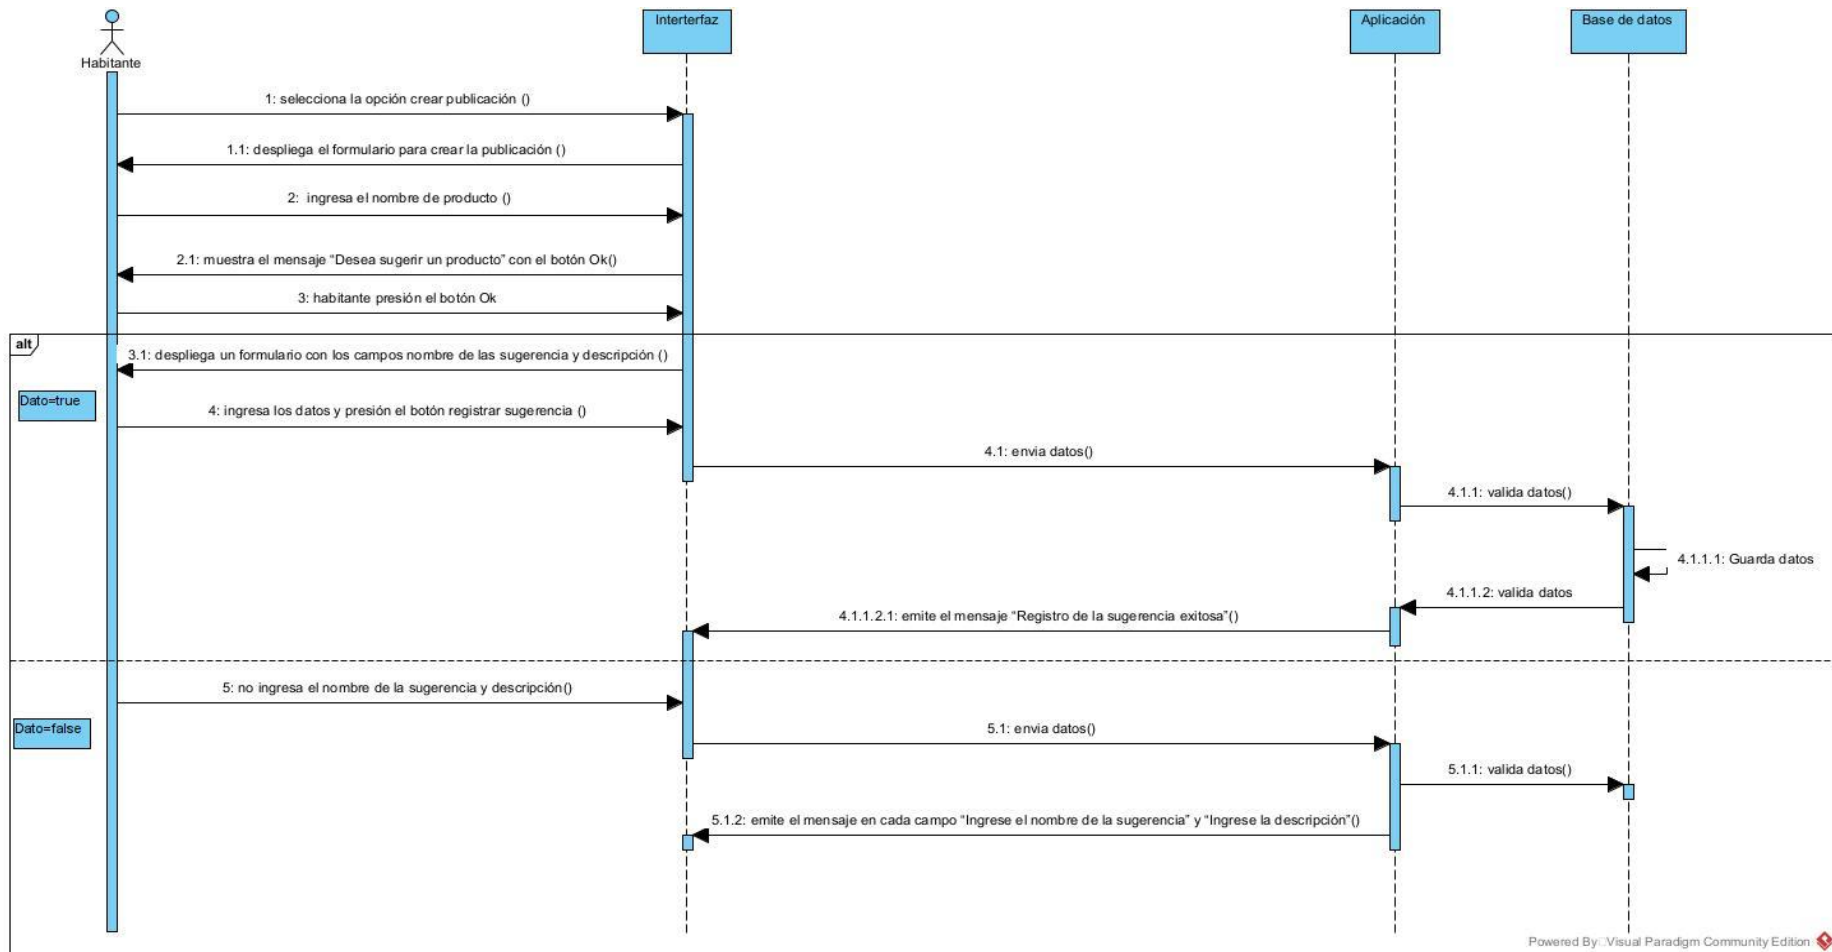 Interterfaz
Aplicación
Base de datos
Habitante
1: selecciona la opción crear publicación ()
1.1: despliega el formulario para crear la publicación ()
2: ingresa el nombre de producto ()
2.1: muestra el mensaje “Desea sugerir un producto” con el botón Ok()
3: habitante presión el botón Ok
alt
3.1: despliega un formulario con los campos nombre de las sugerencia y descripción ()
Dato=true
4: ingresa los datos y presión el botón registrar sugerencia ()
4.1: envia datos()
4.1.1: valida datos()
4.1.1.1: Guarda datos
4.1.1.2: valida datos
4.1.1.2.1: emite el mensaje “Registro de la sugerencia exitosa”()
5: no ingresa el nombre de la sugerencia y descripción()
Dato=false
5.1: envia datos()
5.1.1: valida datos()
5.1.2: emite el mensaje en cada campo “Ingrese el nombre de la sugerencia” y “Ingrese la descripción”()
Powered By Visual Paradigm Community Edition